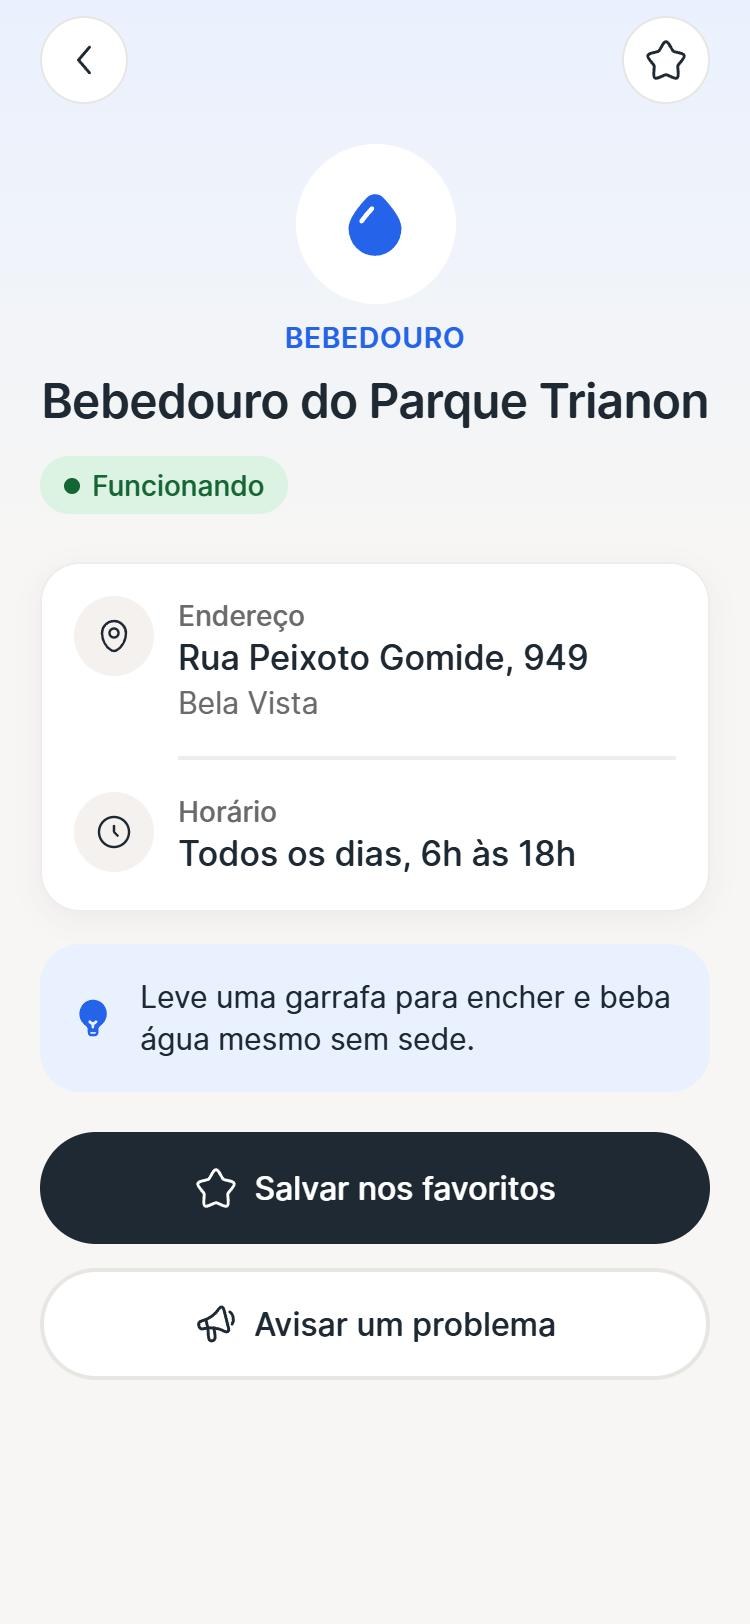 BEBEDOURO
Bebedouro do Parque Trianon
Funcionando
Endereço
Rua Peixoto Gomide, 949
Bela Vista
Horário
Todos os dias, 6h às 18h
Leve uma garrafa para encher e beba
água mesmo sem sede.
Salvar nos favoritos
Avisar um problema